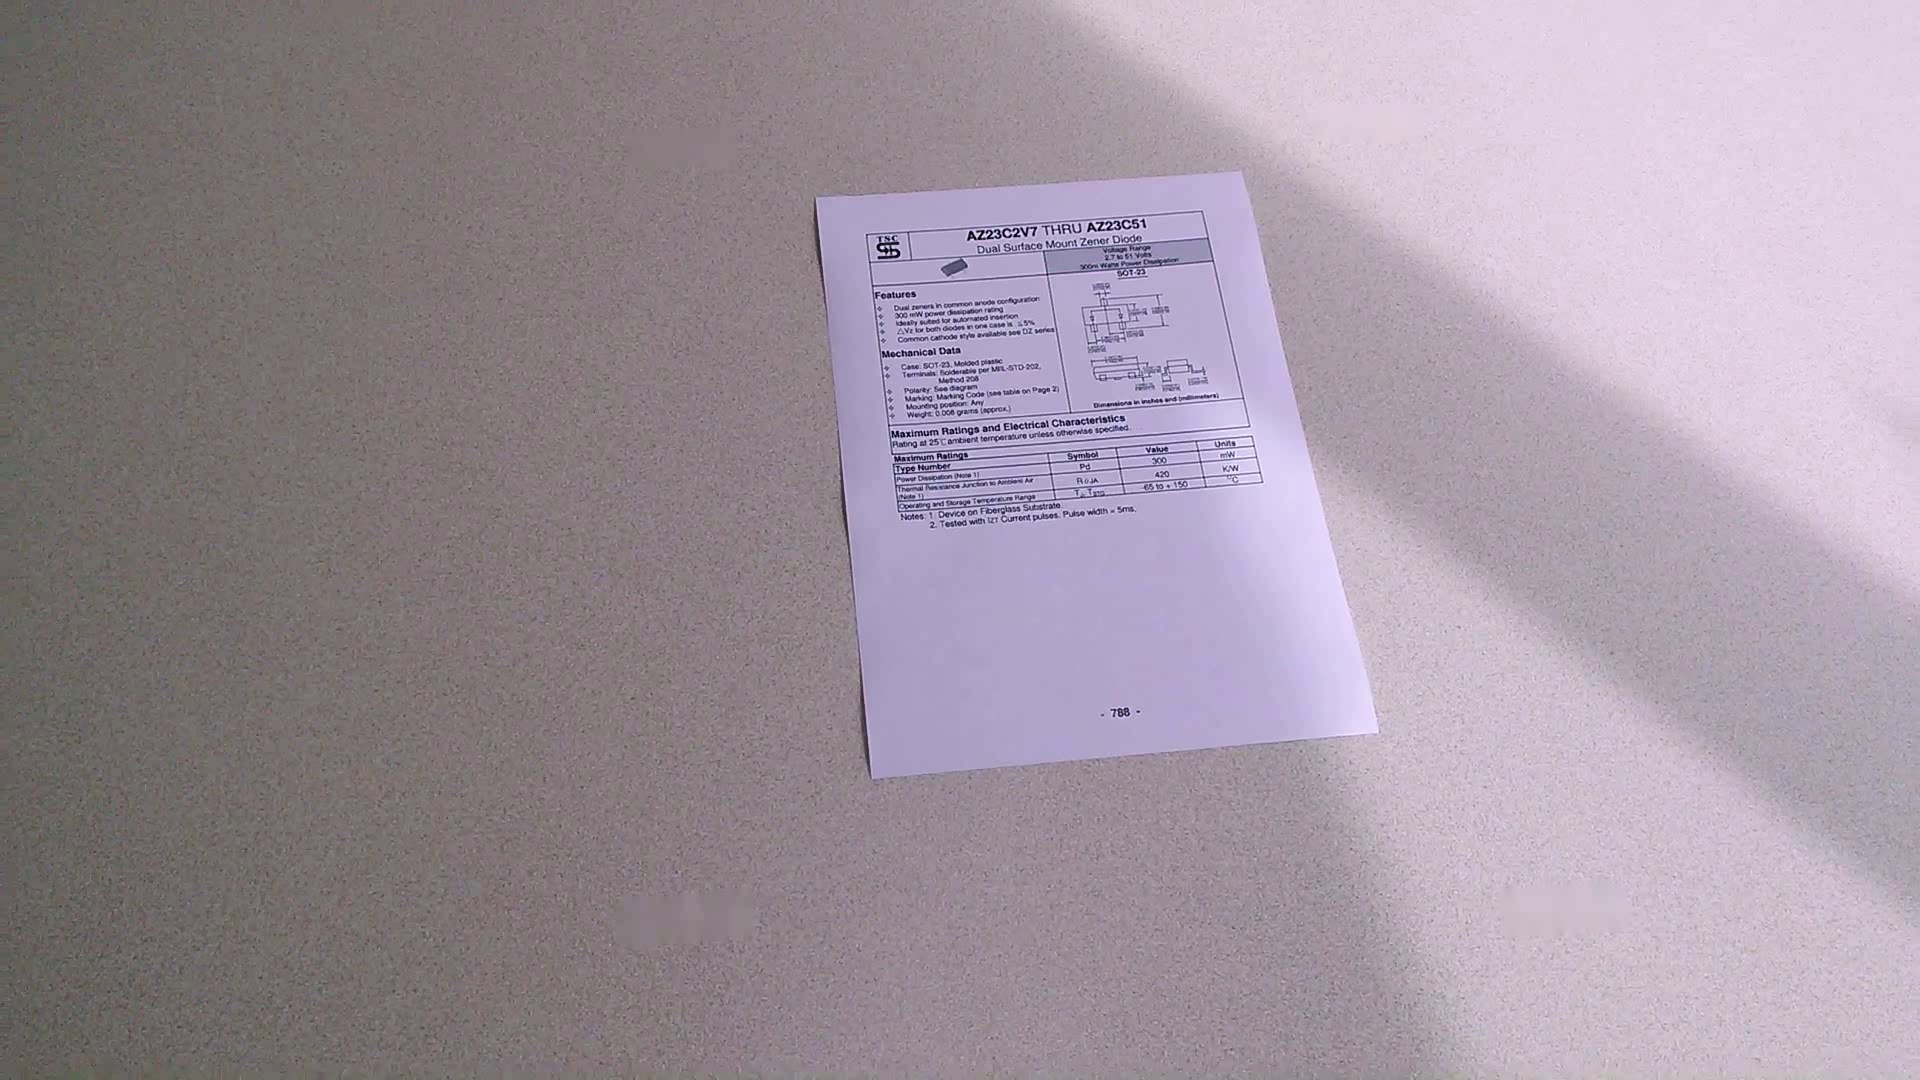 TSC
AZ23C2V7 THRU AZ23C51
Dual Surface Mount Zener Diode
Voltage Range
2.7 to 51 Volts
300m Watts Power Dissipation
SOT-23
Features
Dual zeners in common anode configuration
300 mW power dissipation rating
Ideally suited for automated insertion
△Vz for both diodes in one case is ≦5%
Common cathode style available see DZ series
Mechanical Data
Case: SOT-23, Molded plastic
Terminals: Solderable per MIL-STD-202,
Method 208
Polarity: See diagram
Marking: Marking Code (see table on Page 2)
Mounting position: Any
Weight: 0.008 grams (approx.)
Dimensions in inches and (millimeters)
Maximum Ratings and Electrical Characteristics
Rating at 25℃ ambient temperature unless otherwise specified.
Maximum Ratings
Type Number Symbol Value Units
Power Dissipation (Note 1) Pd 300 mW
Thermal Resistance Junction to Ambient Air
(Note 1) RθJA 420 K/W
Operating and Storage Temperature Range TJ, TSTG -65 to + 150 °C
Notes: 1. Device on Fiberglass Substrate.
2. Tested with IZT Current pulses. Pulse width = 5ms.
- 788 -